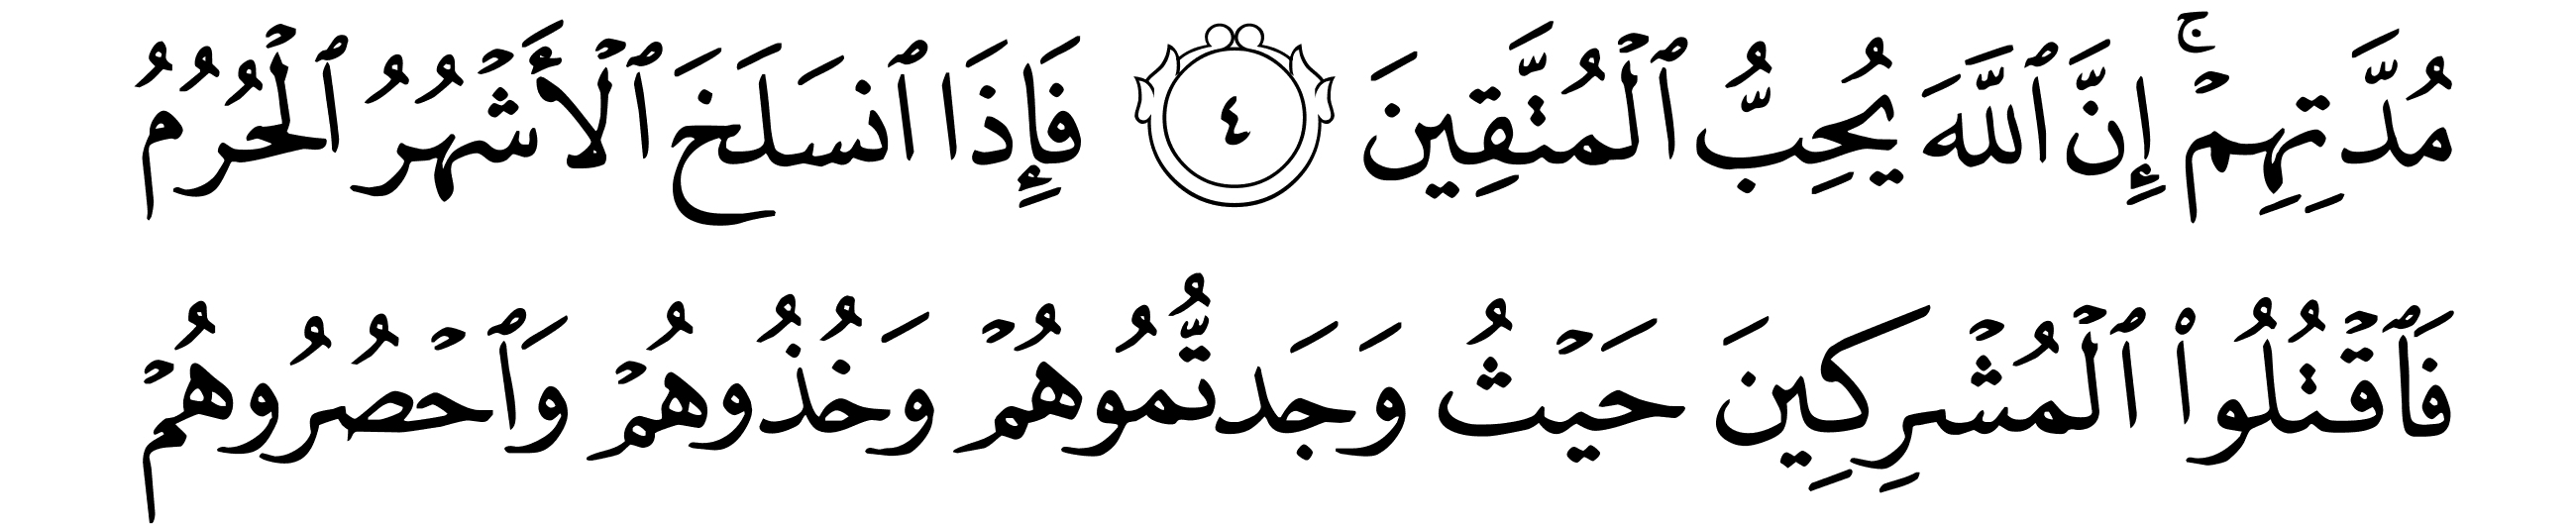 مُدَّتِهِمۡۚ إِنَّ ٱللَّهَ يُحِبُّ ٱلۡمُتَّقِينَ ٤ فَإِذَا ٱنسَلَخَ ٱلۡأَشۡهُرُ ٱلۡحُرُمُ
فَٱقۡتُلُواْ ٱلۡمُشۡرِكِينَ حَيۡثُ وَجَدتُّمُوهُمۡ وَخُذُوهُمۡ وَٱحۡصُرُوهُمۡ